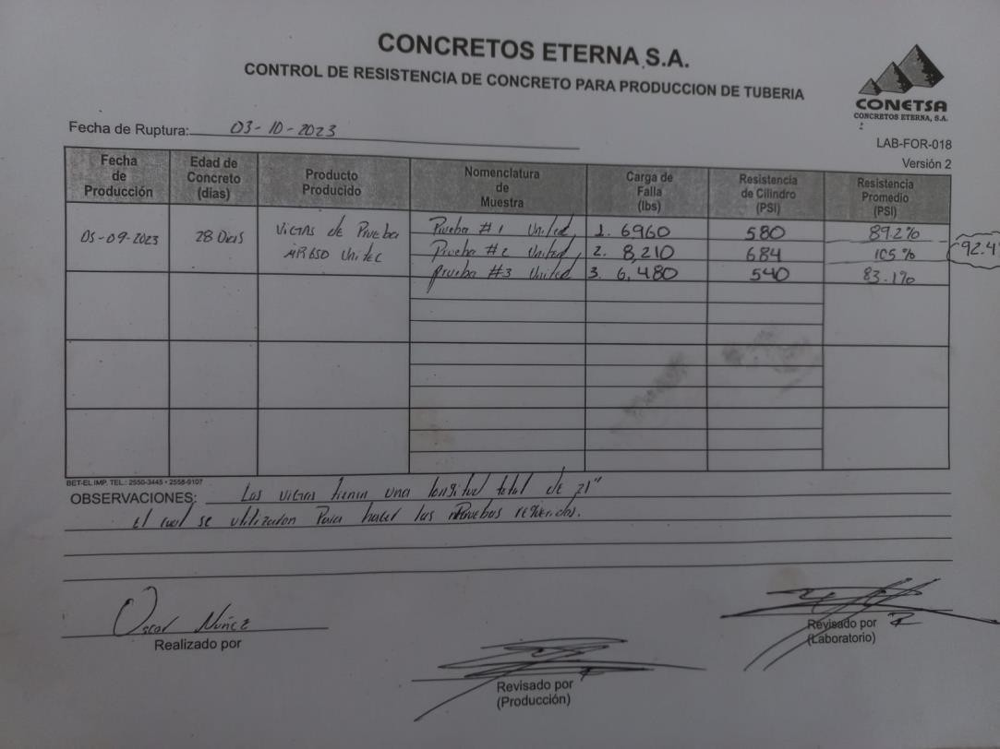 CONCRETOS ETERNA S.A.
CONTROL DE RESISTENCIA DE CONCRETO PARA PRODUCCION DE TUBERIA
CONETSA
CONCRETOS ETERNA, S.A.
Fecha de Ruptura: 03-10-2023
LAB-FOR-018
Versión 2
Fecha de Producción
Edad de Concreto (días)
Producto Producido
Nomenclatura de Muestra
Carga de Falla (lbs)
Resistencia de Cilindro (PSI)
Resistencia Promedio (PSI)
05-09-2023 28 Dias Vigas de Prueba
MR 650 Unitec
Prueba #1 United 1. 6960 580 89.2%
Prueba #2 United 2. 8,210 684 105%
Prueba #3 United 3. 6,480 540 83.1%
92.4
BET-EL IMP. TEL.: 2550-3445 • 2558-9107
OBSERVACIONES: Las vigas tienen una longitud total de 21"
el cual se utilizaron Para hacer las Pruebas requeridas.
Oscar Nuñez
Realizado por
Revisado por
(Producción)
Revisado por
(Laboratorio)